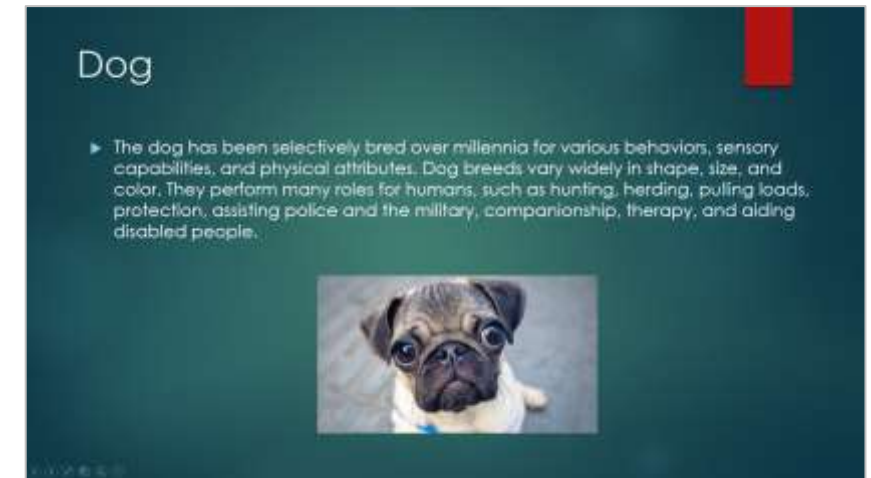 Dog
The dog has been selectively bred over millennia for various behaviors, sensory
capabilities, and physical attributes. Dog breeds vary widely in shape, size, and
color. They perform many roles for humans, such as hunting, herding, pulling loads,
protection, assisting police and the military, companionship, therapy, and aiding
disabled people.